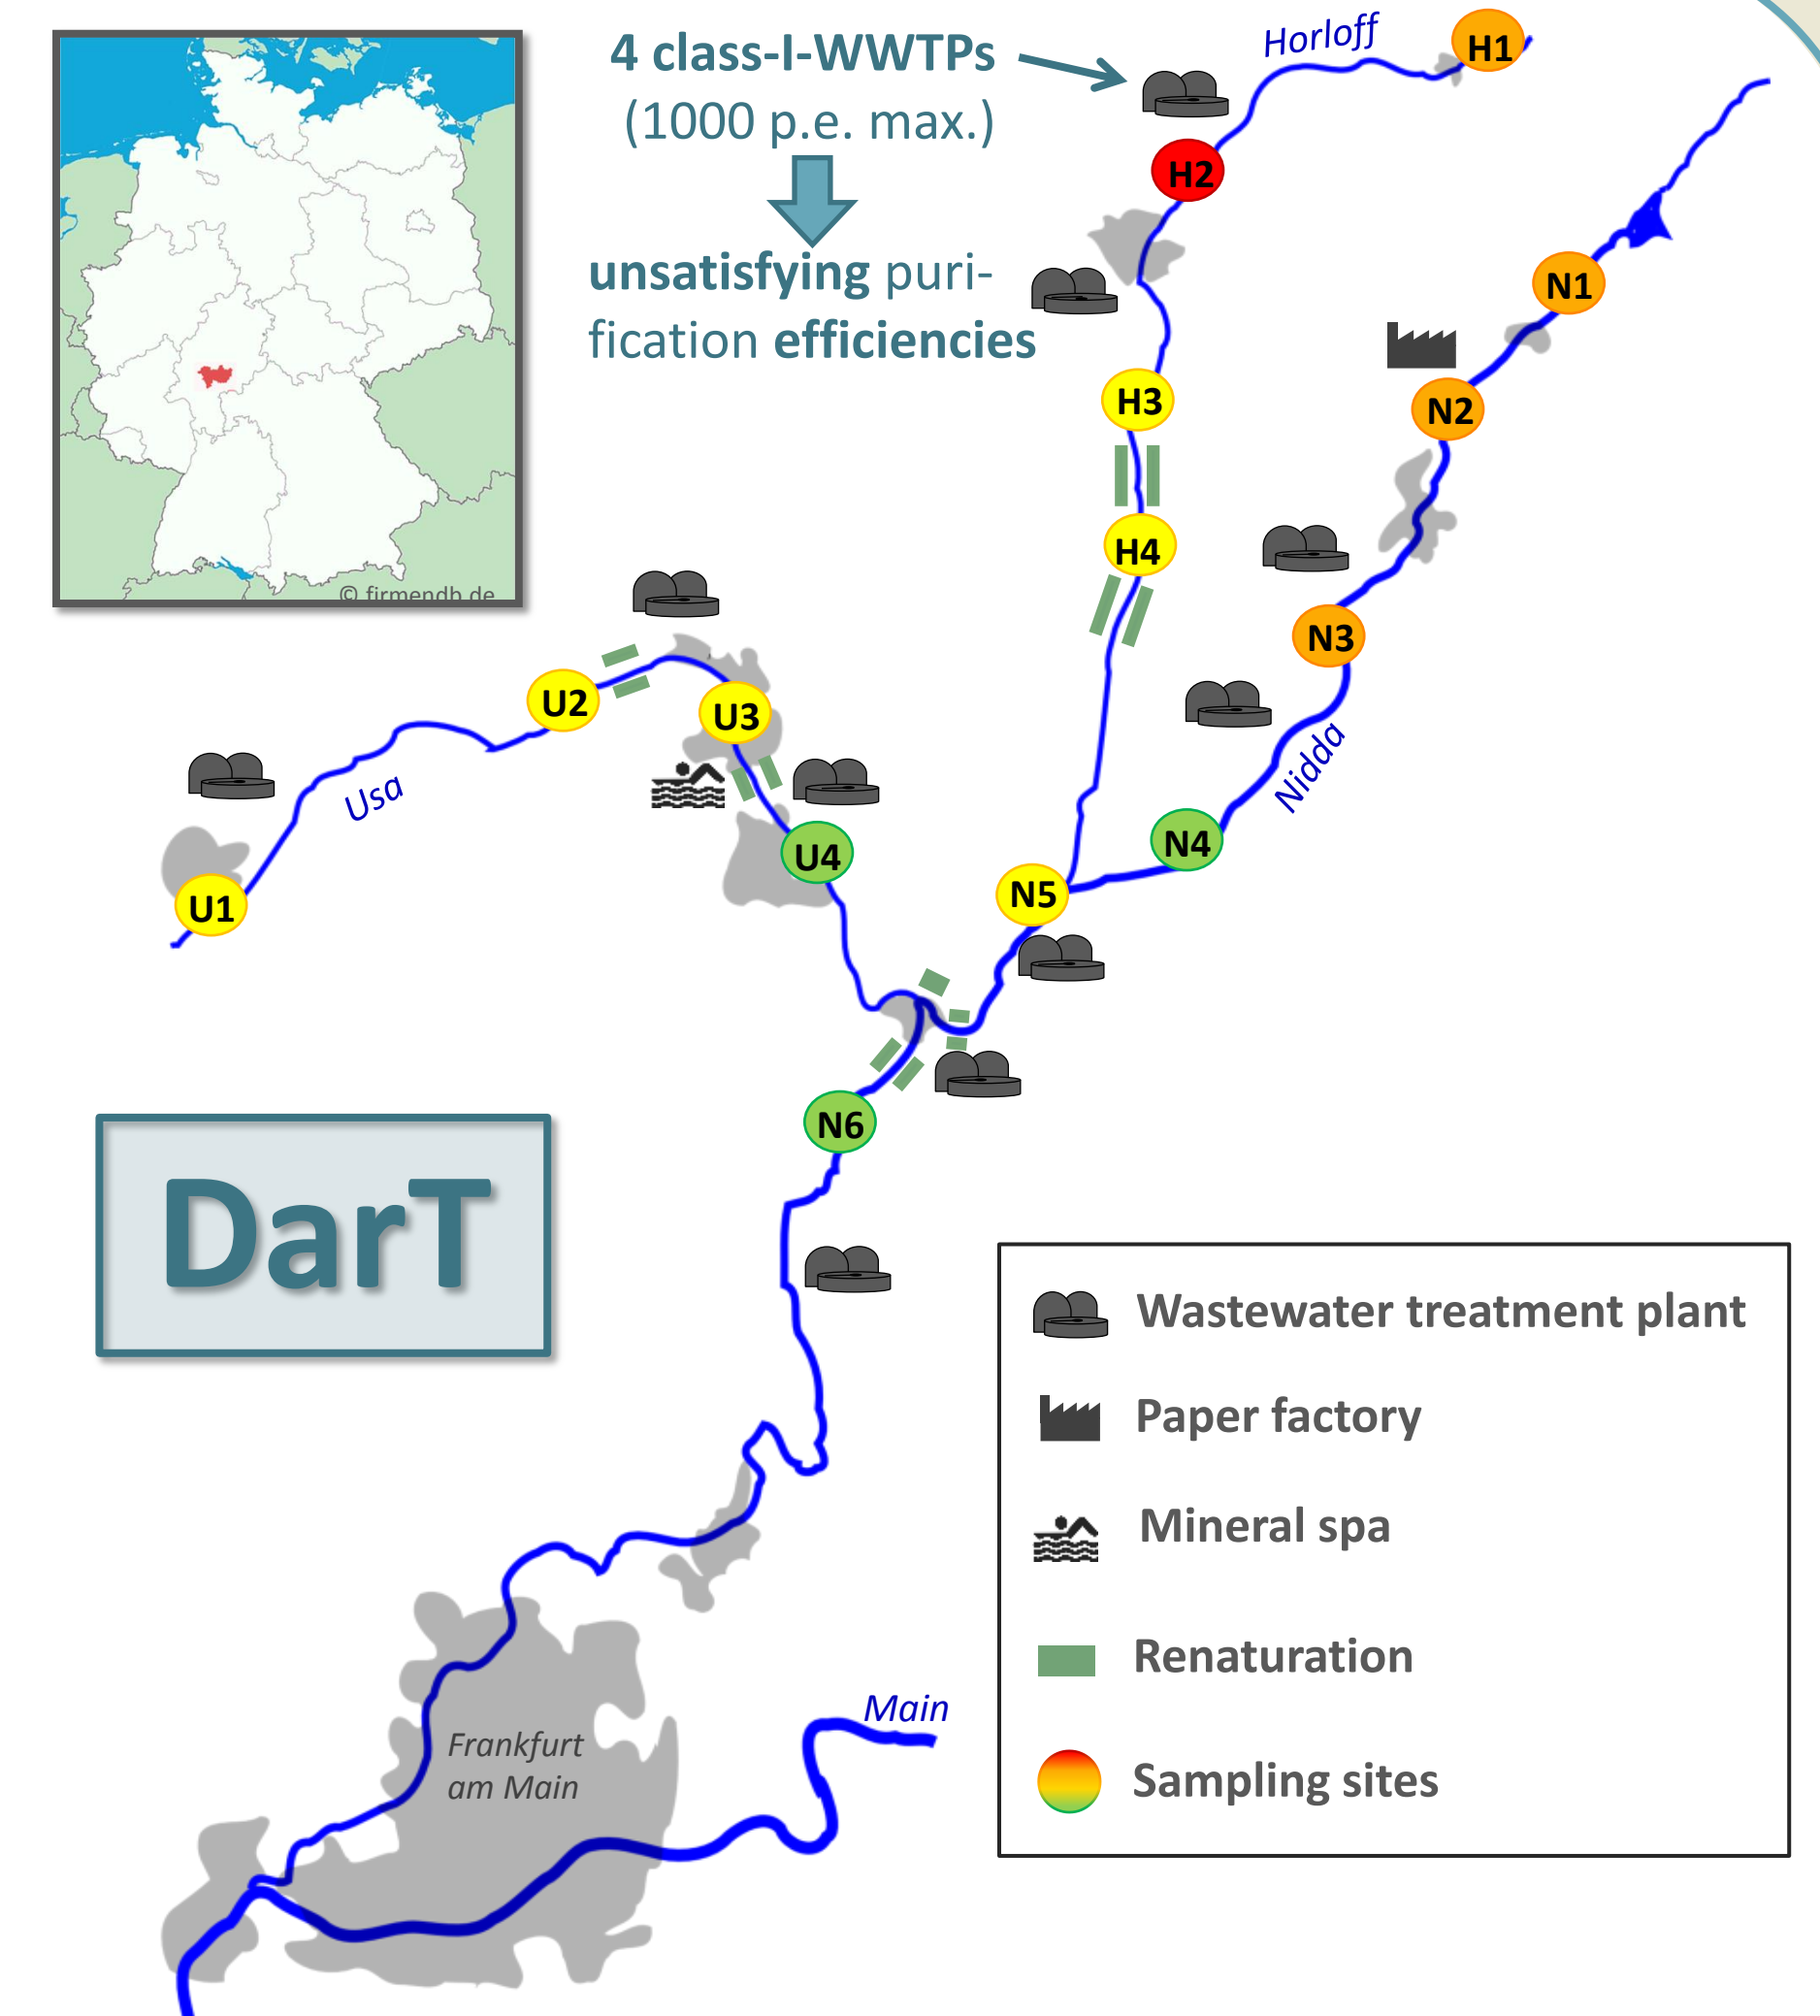 4 class-I-WWTPs
(1000 p.e. max.)
unsatisfying puri-
fication efficiencies
© firmendb.de
Horloff
H1
H2
H3
H4
N1
N2
N3
Nidda
N4
N5
N6
U1
Usa
U2
U3
U4
DarT
Wastewater treatment plant
Paper factory
Mineral spa
Renaturation
Sampling sites
Main
Frankfurt
am Main